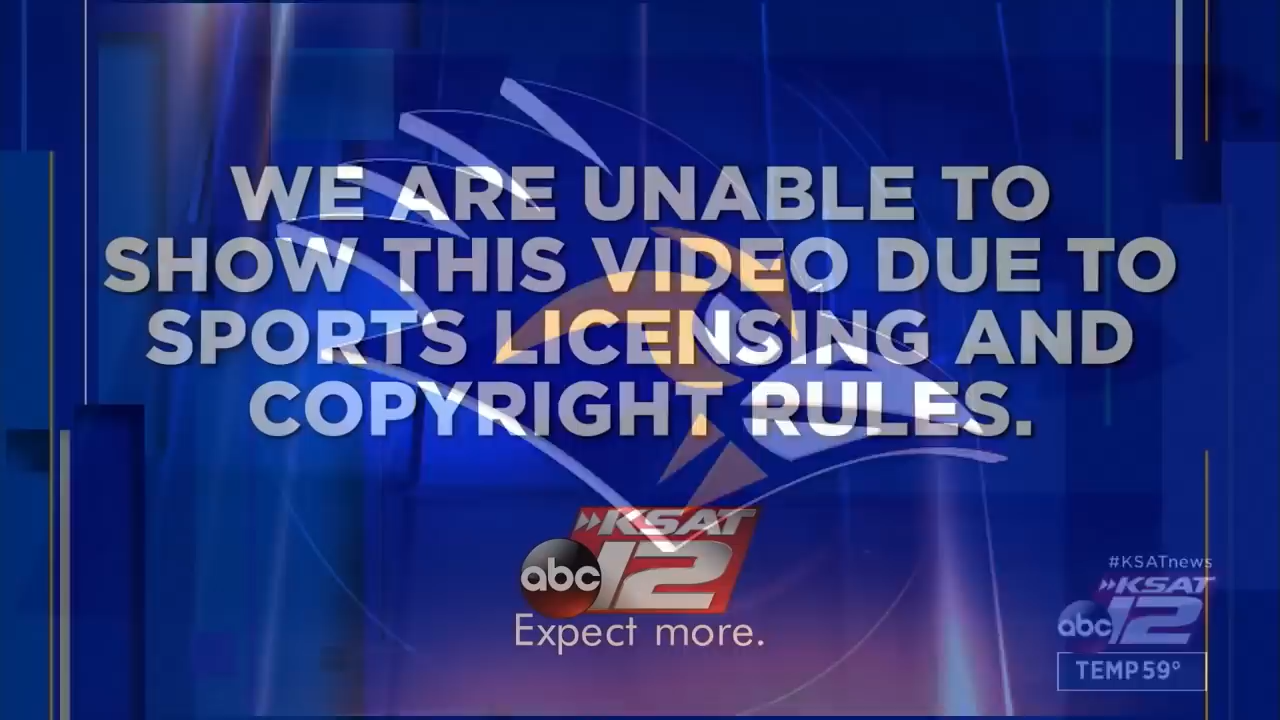 WE ARE UNABLE TO
SHOW THIS VIDEO DUE TO
SPORTS LICENSING AND
COPYRIGHT RULES.
KSAT
abc 12
Expect more.
#KSATnews
KSAT
abc 12
TEMP 59°